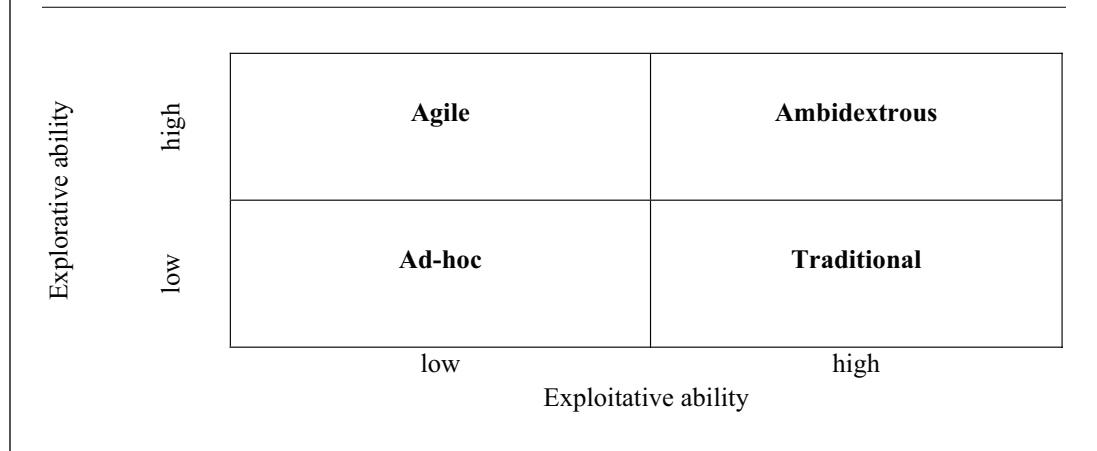 Explorative ability
high
Agile
Ambidextrous
low
Ad-hoc
Traditional
low
high
Exploitative ability